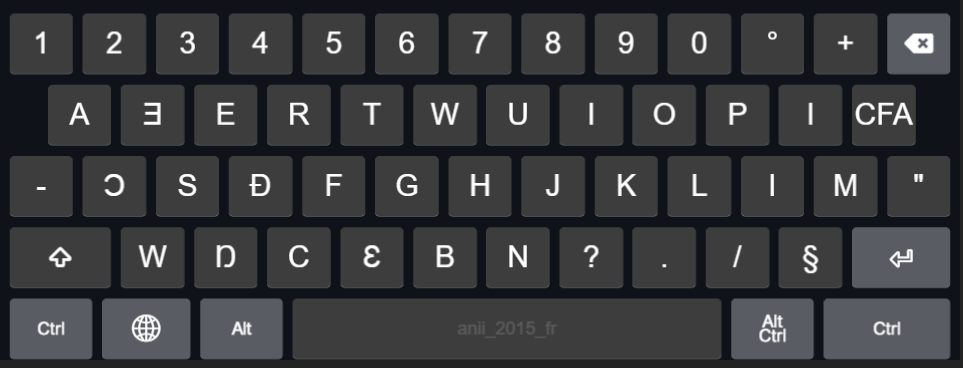 1 2 3 4 5 6 7 8 9 0 ° +
A Ǝ E R T W U I O P I CFA
- Ɔ S Đ F G H J K L I M "
W Ŋ C Ɛ B N ? . / §
Ctrl Alt anii_2015_fr Alt Ctrl Ctrl